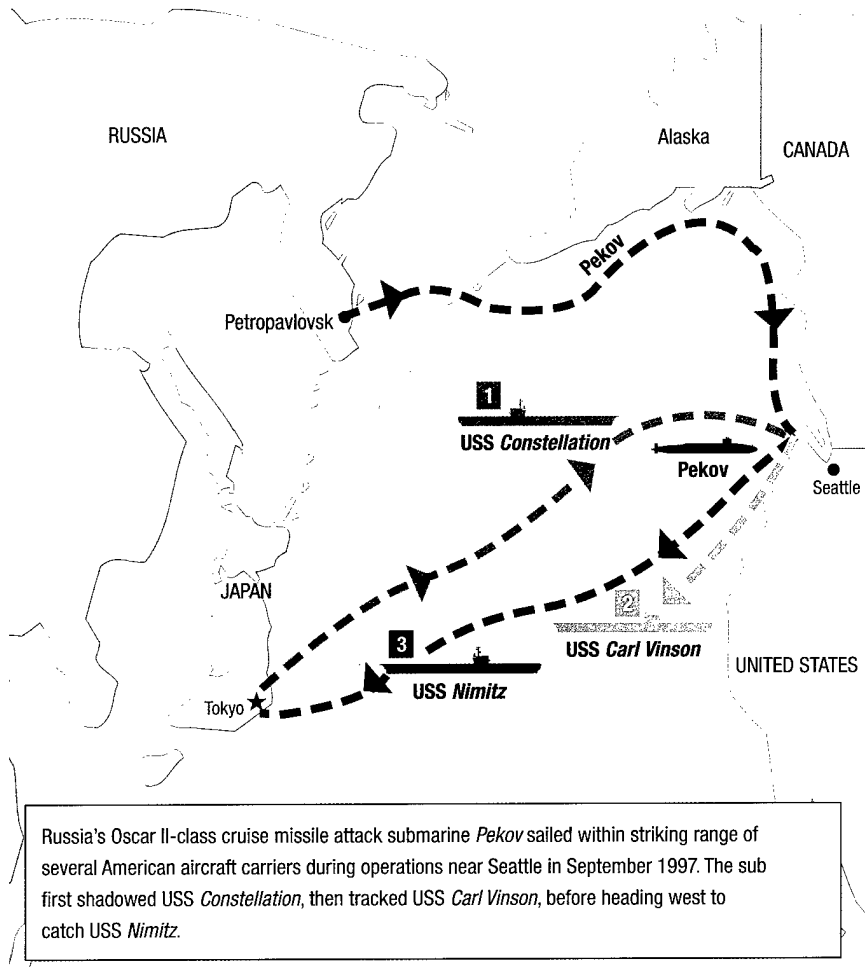 RUSSIA
Alaska
CANADA
Pekov
Petropavlovsk
1
USS Constellation
Pekov
Seattle
JAPAN
2
USS Carl Vinson
3
USS Nimitz
UNITED STATES
Tokyo
Russia's Oscar II-class cruise missile attack submarine Pekov sailed within striking range of
several American aircraft carriers during operations near Seattle in September 1997. The sub
first shadowed USS Constellation, then tracked USS Carl Vinson, before heading west to
catch USS Nimitz.